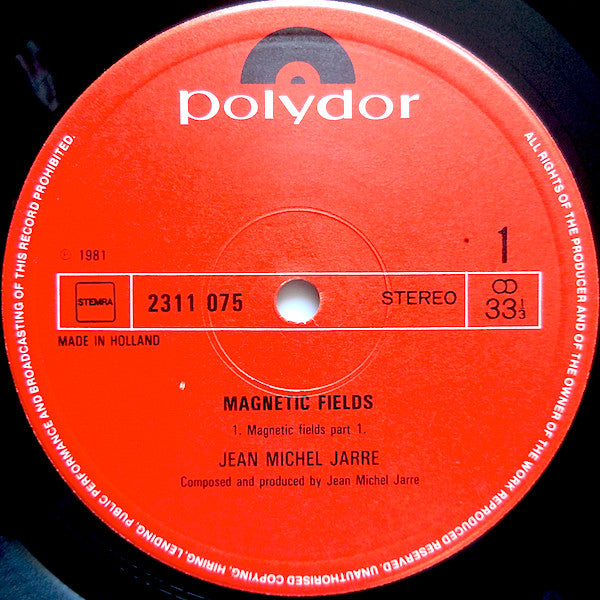 polydor
ALL RIGHTS OF THE PRODUCER AND OF THE OWNER OF THE WORK REPRODUCED RESERVED. UNAUTHORISED COPYING, HIRING, LENDING, PUBLIC PERFORMANCE AND BROADCASTING OF THIS RECORD PROHIBITED.
℗ 1981
1
STEMRA
2311 075
STEREO
33 1/3
MADE IN HOLLAND
MAGNETIC FIELDS
1. Magnetic fields part 1.
JEAN MICHEL JARRE
Composed and produced by Jean Michel Jarre